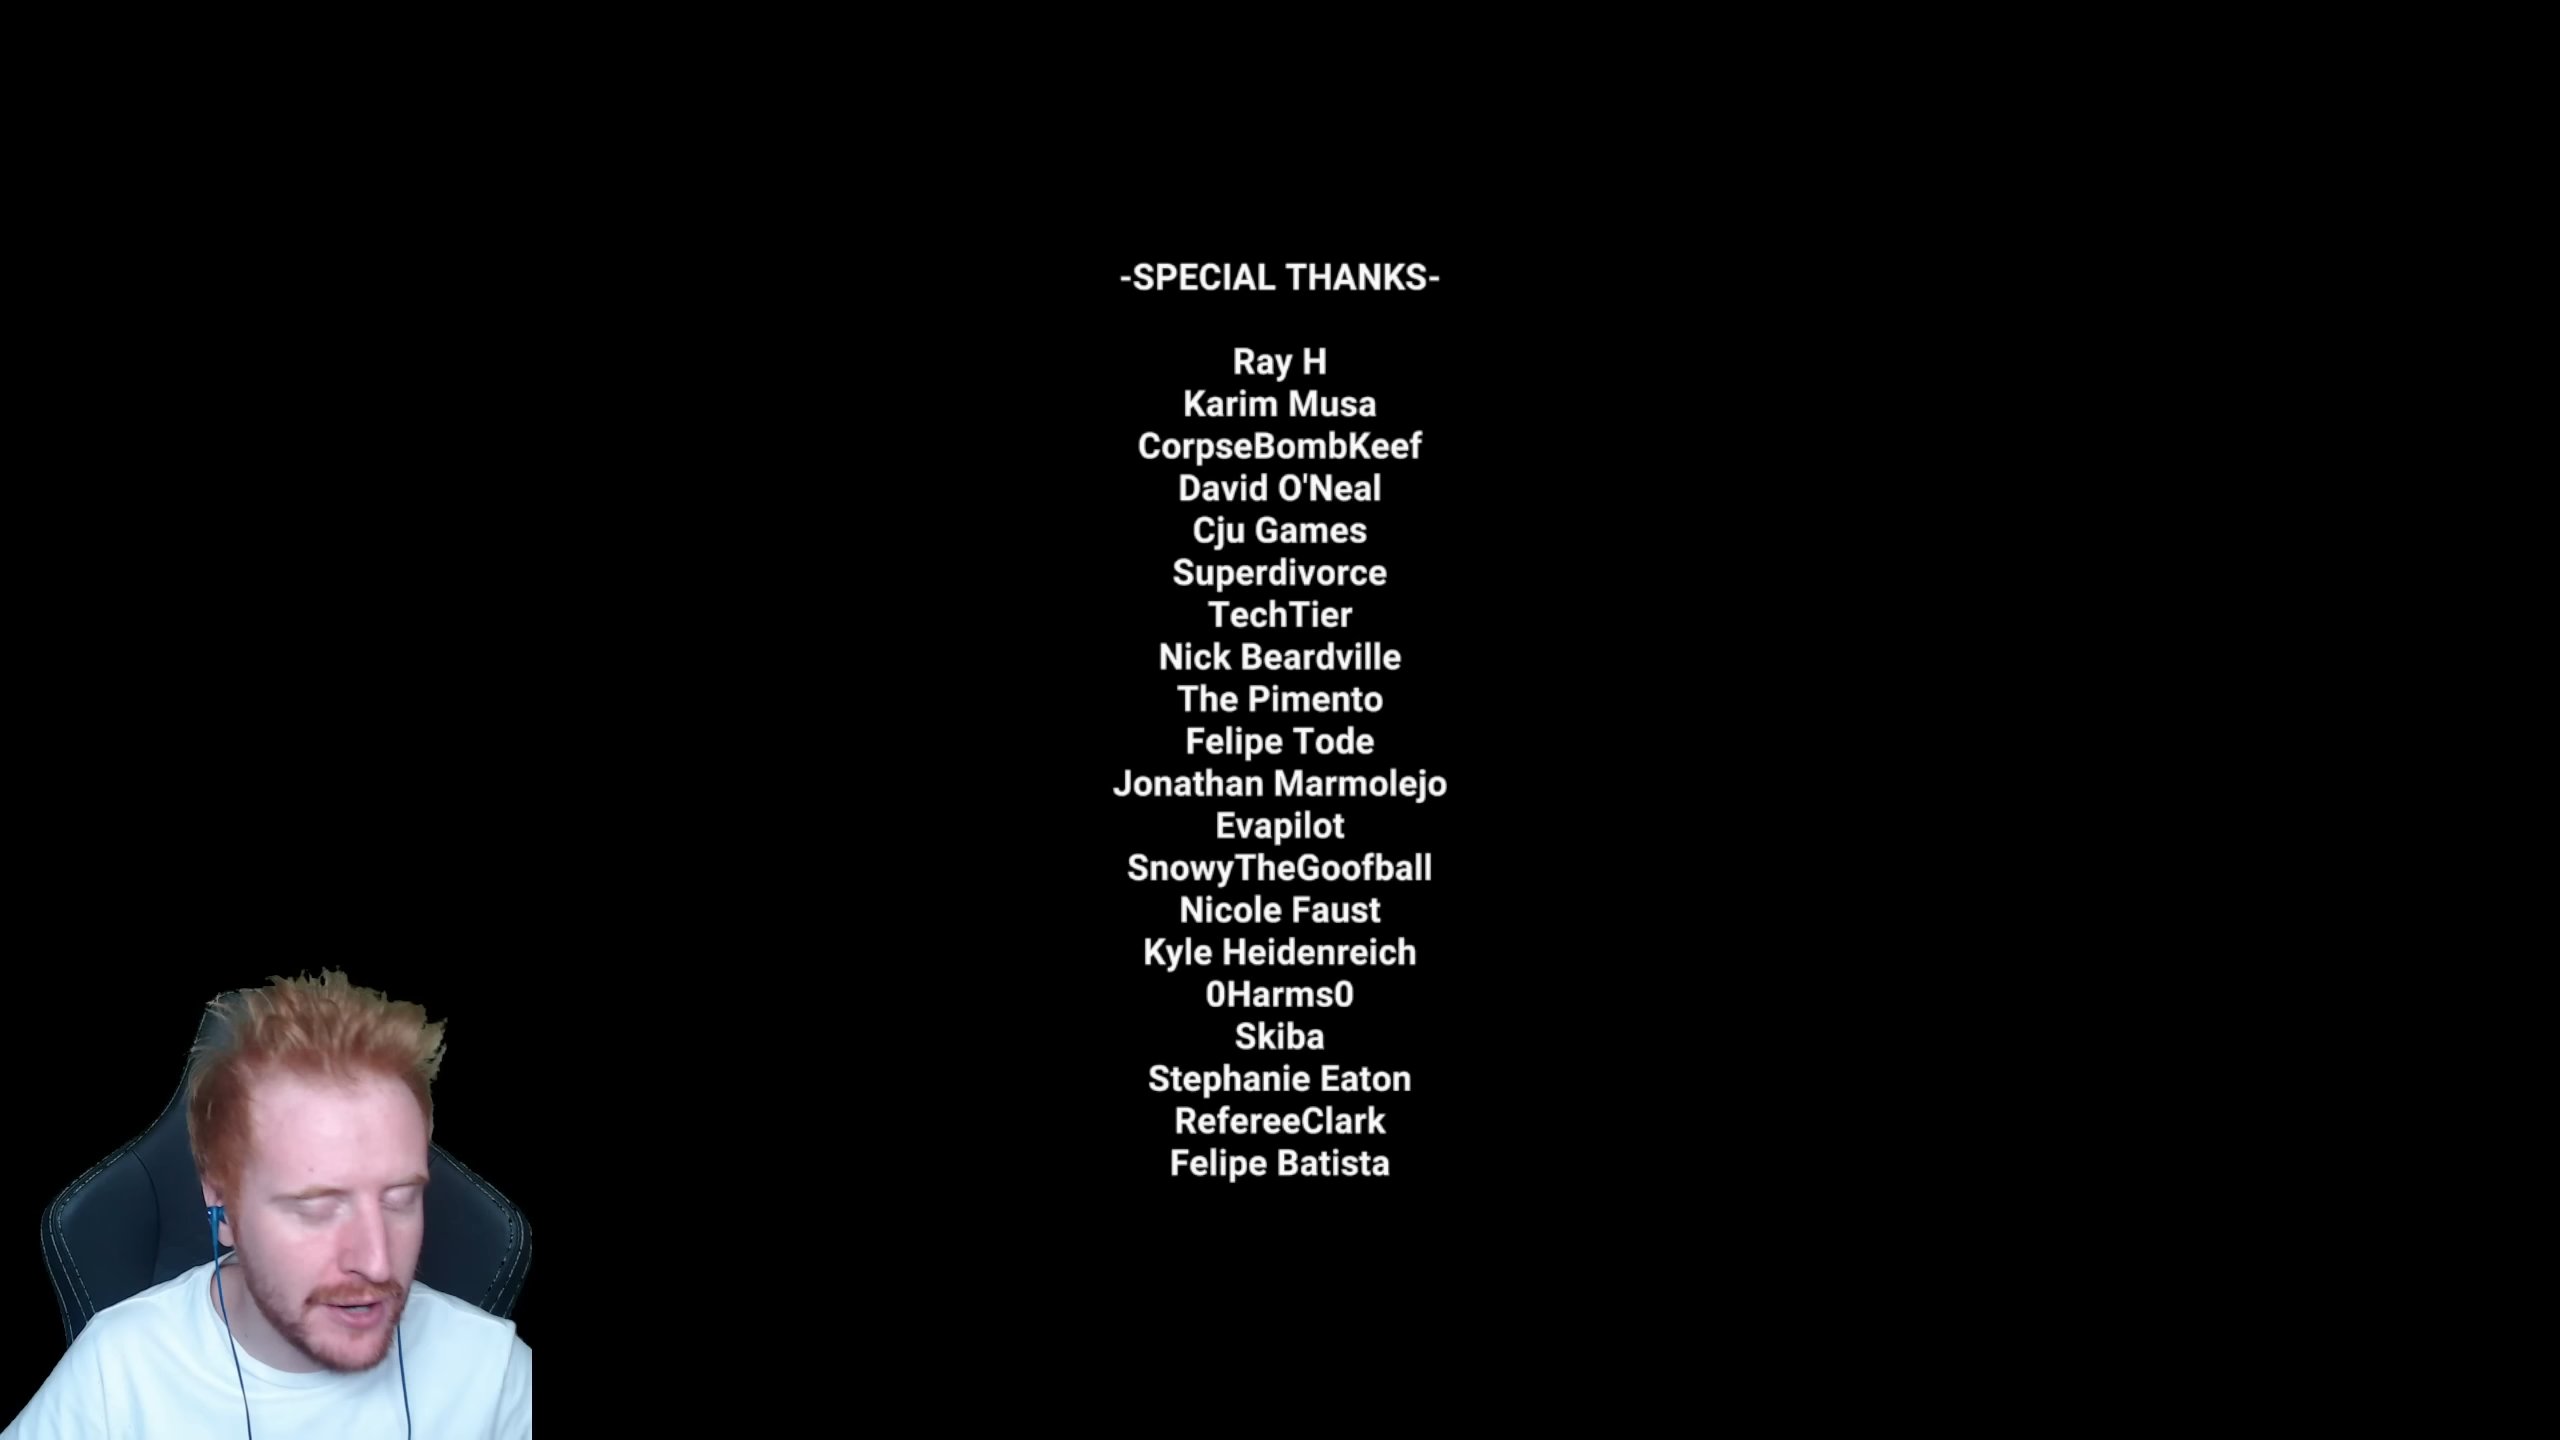 -SPECIAL THANKS-
Ray H
Karim Musa
CorpseBombKeef
David O'Neal
Cju Games
Superdivorce
TechTier
Nick Beardville
The Pimento
Felipe Tode
Jonathan Marmolejo
Evapilot
SnowyTheGoofball
Nicole Faust
Kyle Heidenreich
0Harms0
Skiba
Stephanie Eaton
RefereeClark
Felipe Batista